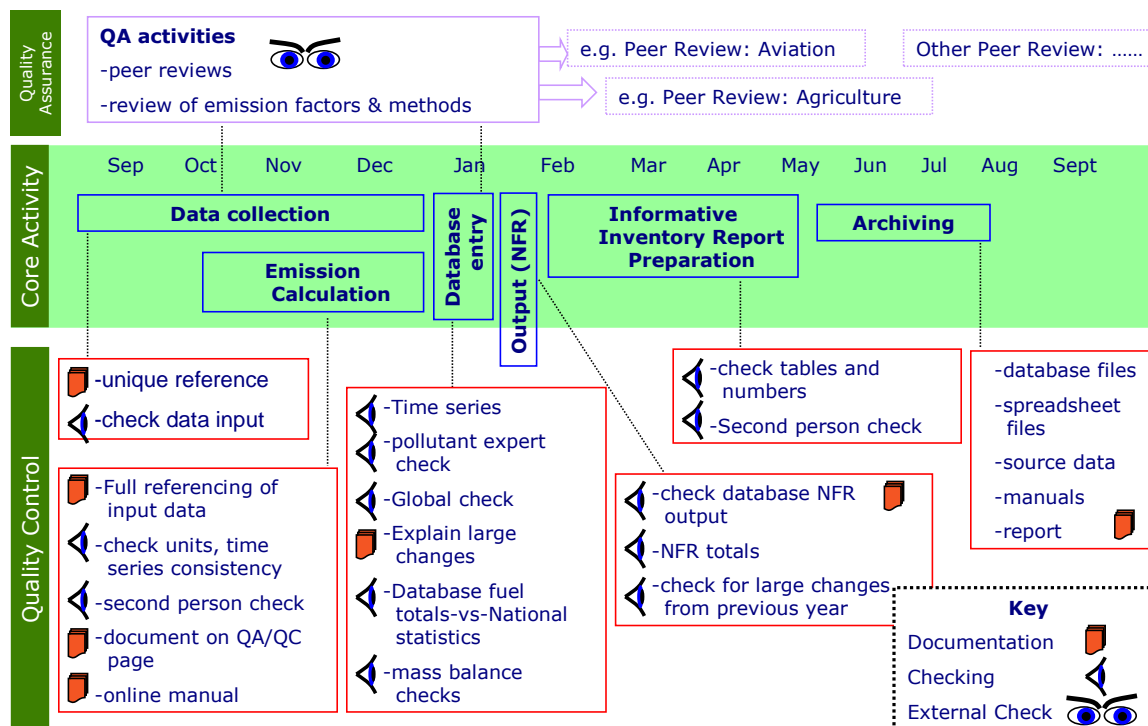 Quality
Assurance
QA activities
-peer reviews
-review of emission factors & methods
e.g. Peer Review: Aviation
Other Peer Review: ......
e.g. Peer Review: Agriculture
Core Activity
Sep Oct Nov Dec Jan Feb Mar Apr May Jun Jul Aug Sept
Data collection
Emission
Calculation
Database
entry
Output (NFR)
Informative
Inventory Report
Preparation
Archiving
Quality Control
-unique reference
-check data input
-Full referencing of
input data
-check units, time
series consistency
-second person check
-document on QA/QC
page
-online manual
-Time series
-pollutant expert
check
-Global check
-Explain large
changes
-Database fuel
totals-vs-National
statistics
-mass balance
checks
-check tables and
numbers
-Second person check
-check database NFR
output
-NFR totals
-check for large changes
from previous year
-database files
-spreadsheet
files
-source data
-manuals
-report
Key
Documentation
Checking
External Check